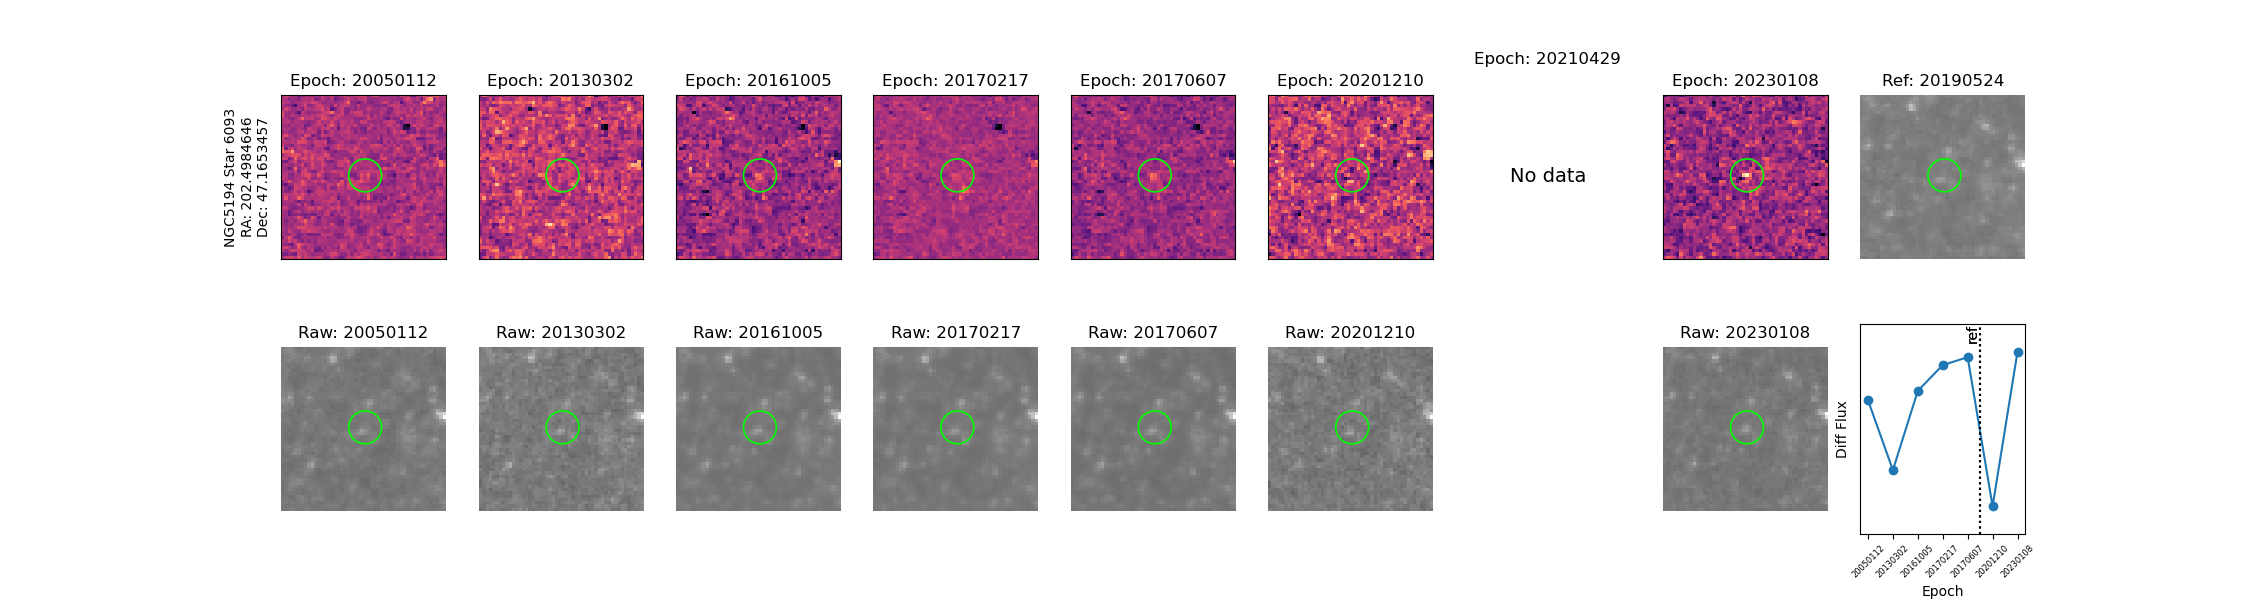 Epoch: 20050112
Epoch: 20130302
Epoch: 20161005
Epoch: 20170217
Epoch: 20170607
Epoch: 20201210
Epoch: 20210429
Epoch: 20230108
Ref: 20190524
NGC5194 Star 6093
RA: 202.4984646
Dec: 47.1653457
No data
Raw: 20050112
Raw: 20130302
Raw: 20161005
Raw: 20170217
Raw: 20170607
Raw: 20201210
Raw: 20230108
ref
Diff Flux
20050112
20130302
20161005
20170217
20170607
20201210
20230108
Epoch